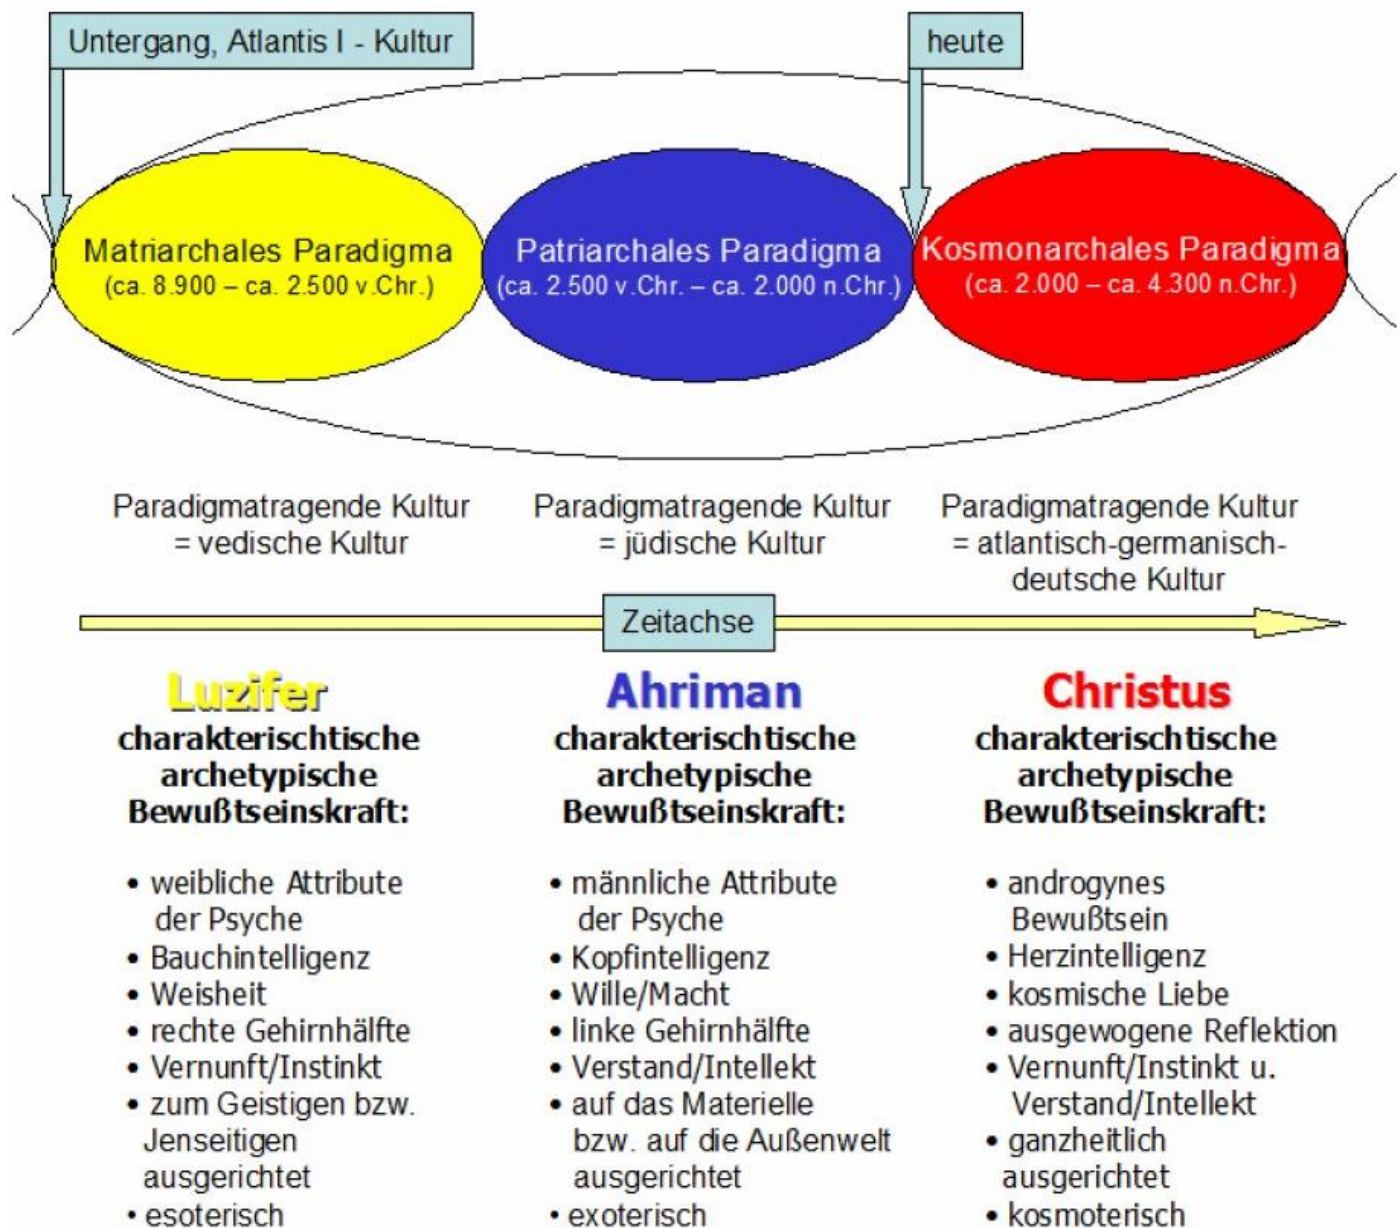 Untergang, Atlantis I - Kultur
heute
Matriarchales Paradigma
(ca. 8.900 – ca. 2.500 v.Chr.)
Patriarchales Paradigma
(ca. 2.500 v.Chr. – ca. 2.000 n.Chr.)
Kosmonarchales Paradigma
(ca. 2.000 – ca. 4.300 n.Chr.)
Paradigmatragende Kultur
= vedische Kultur
Paradigmatragende Kultur
= jüdische Kultur
Paradigmatragende Kultur
= atlantisch-germanisch-
deutsche Kultur
Zeitachse
Luzifer
charakterischtische
archetypische
Bewußtseinskraft:
• weibliche Attribute
der Psyche
• Bauchintelligenz
• Weisheit
• rechte Gehirnhälfte
• Vernunft/Instinkt
• zum Geistigen bzw.
Jenseitigen
ausgerichtet
• esoterisch
Ahriman
charakterischtische
archetypische
Bewußtseinskraft:
• männliche Attribute
der Psyche
• Kopfintelligenz
• Wille/Macht
• linke Gehirnhälfte
• Verstand/Intellekt
• auf das Materielle
bzw. auf die Außenwelt
ausgerichtet
• exoterisch
Christus
charakterischtische
archetypische
Bewußtseinskraft:
• androgynes
Bewußtsein
• Herzintelligenz
• kosmische Liebe
• ausgewogene Reflektion
• Vernunft/Instinkt u.
Verstand/Intellekt
• ganzheitlich
ausgerichtet
• kosmoterisch